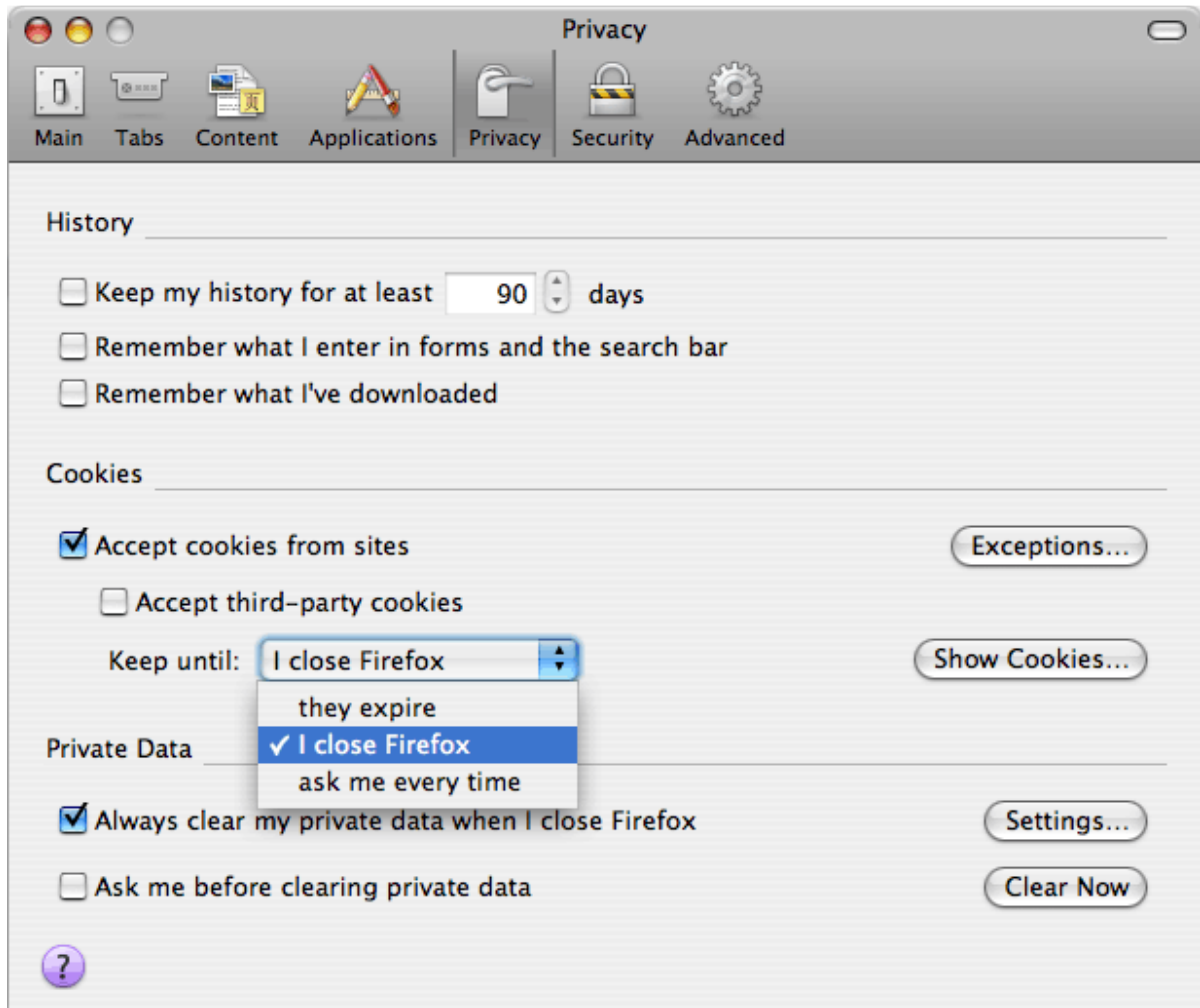 Privacy
Main Tabs Content Applications Privacy Security Advanced
History
Keep my history for at least 90 days
Remember what I enter in forms and the search bar
Remember what I've downloaded
Cookies
Accept cookies from sites Exceptions...
Accept third-party cookies
Keep until: I close Firefox Show Cookies...
they expire
Private Data ✓ I close Firefox
ask me every time
Always clear my private data when I close Firefox Settings...
Ask me before clearing private data Clear Now
?